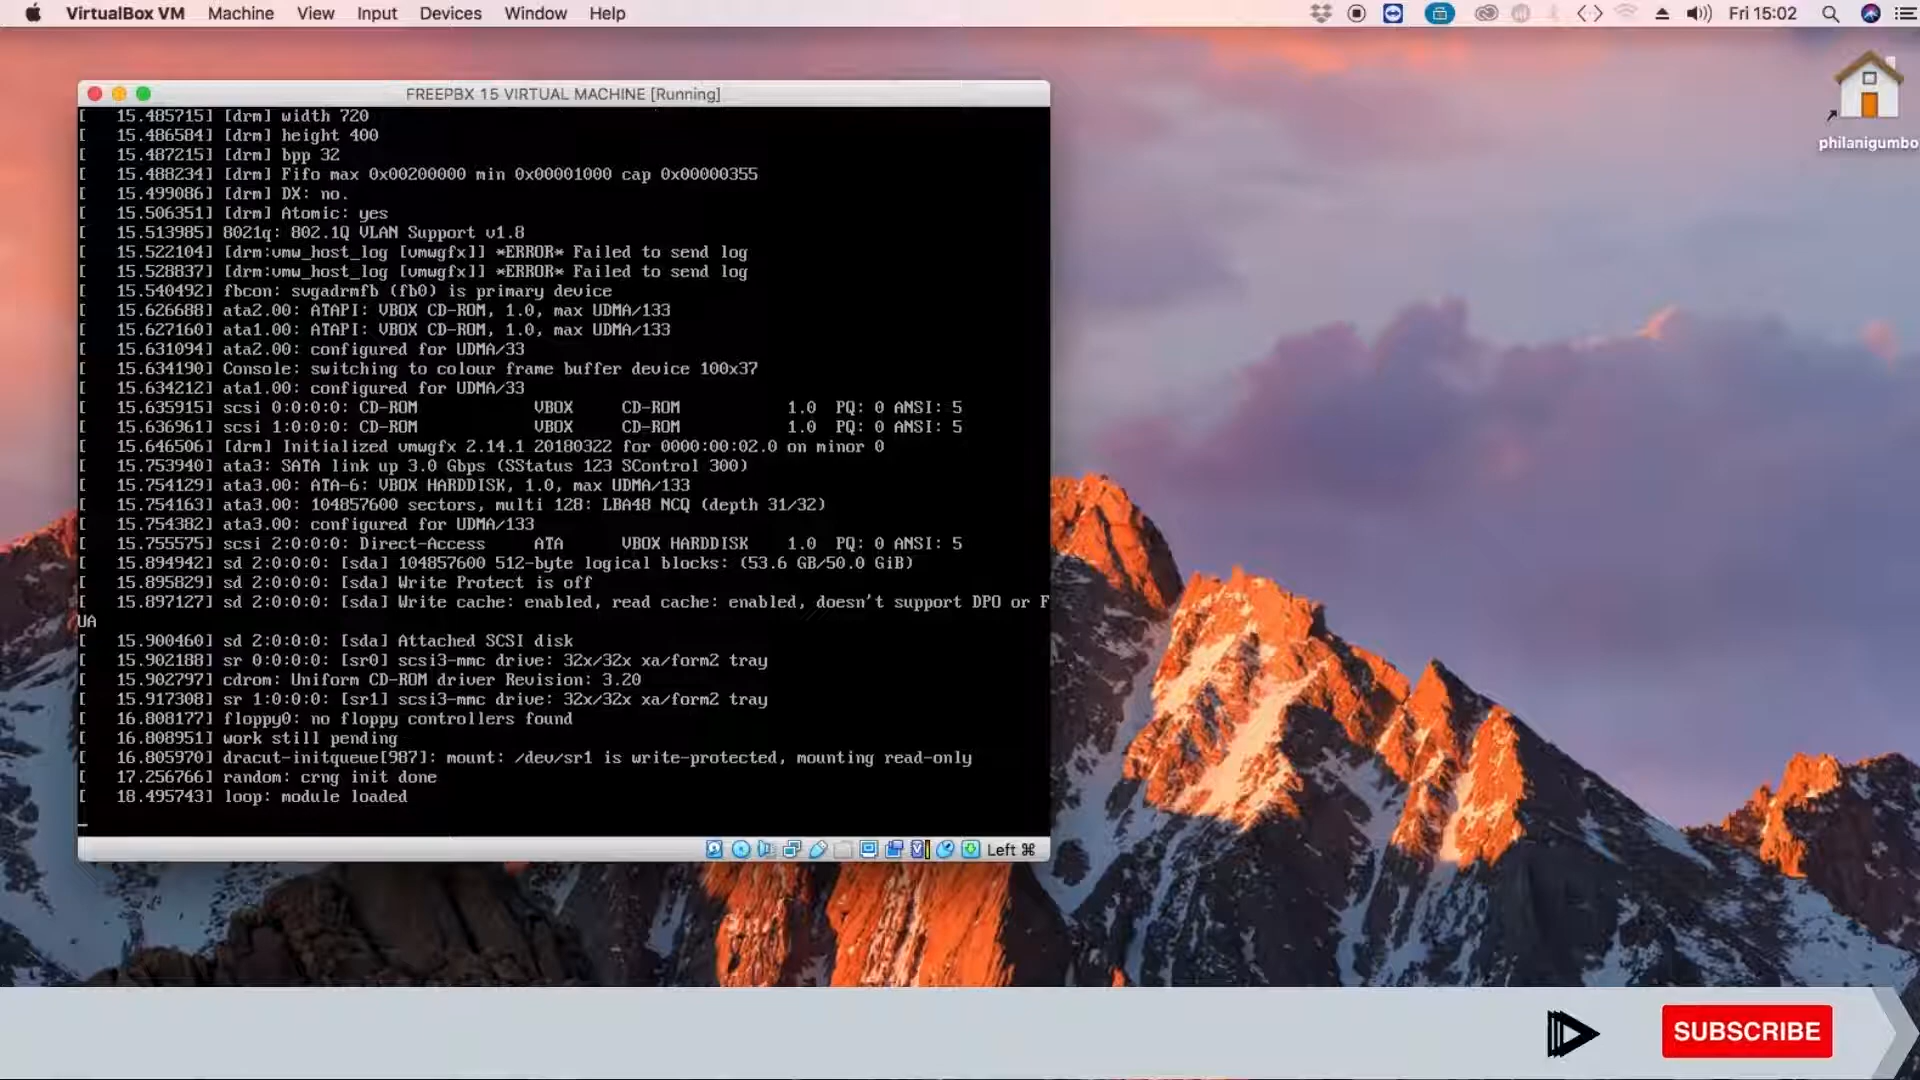 VirtualBox VM Machine View Input Devices Window Help Fri 15:02
philanigumbo
FREEPBX 15 VIRTUAL MACHINE [Running]
[   15.485715] [drm] width 720
[   15.486584] [drm] height 400
[   15.487215] [drm] bpp 32
[   15.488234] [drm] Fifo max 0x00200000 min 0x00001000 cap 0x00000355
[   15.499086] [drm] DX: no.
[   15.506351] [drm] Atomic: yes
[   15.513985] 8021q: 802.1Q VLAN Support v1.8
[   15.522104] [drm:vmw_host_log [vmwgfx]] *ERROR* Failed to send log
[   15.528837] [drm:vmw_host_log [vmwgfx]] *ERROR* Failed to send log
[   15.540492] fbcon: svgadrmfb (fb0) is primary device
[   15.626688] ata2.00: ATAPI: VBOX CD-ROM, 1.0, max UDMA/133
[   15.627160] ata1.00: ATAPI: VBOX CD-ROM, 1.0, max UDMA/133
[   15.631094] ata2.00: configured for UDMA/33
[   15.634190] Console: switching to colour frame buffer device 100x37
[   15.634212] ata1.00: configured for UDMA/33
[   15.635915] scsi 0:0:0:0: CD-ROM            VBOX     CD-ROM           1.0  PQ: 0 ANSI: 5
[   15.636961] scsi 1:0:0:0: CD-ROM            VBOX     CD-ROM           1.0  PQ: 0 ANSI: 5
[   15.646506] [drm] Initialized vmwgfx 2.14.1 20180322 for 0000:00:02.0 on minor 0
[   15.753940] ata3: SATA link up 3.0 Gbps (SStatus 123 SControl 300)
[   15.754129] ata3.00: ATA-6: VBOX HARDDISK, 1.0, max UDMA/133
[   15.754163] ata3.00: 104857600 sectors, multi 128: LBA48 NCQ (depth 31/32)
[   15.754382] ata3.00: configured for UDMA/133
[   15.755575] scsi 2:0:0:0: Direct-Access     ATA      VBOX HARDDISK    1.0  PQ: 0 ANSI: 5
[   15.894942] sd 2:0:0:0: [sda] 104857600 512-byte logical blocks: (53.6 GB/50.0 GiB)
[   15.895829] sd 2:0:0:0: [sda] Write Protect is off
[   15.897127] sd 2:0:0:0: [sda] Write cache: enabled, read cache: enabled, doesn't support DPO or F
UA
[   15.900460] sd 2:0:0:0: [sda] Attached SCSI disk
[   15.902188] sr 0:0:0:0: [sr0] scsi3-mmc drive: 32x/32x xa/form2 tray
[   15.902797] cdrom: Uniform CD-ROM driver Revision: 3.20
[   15.917308] sr 1:0:0:0: [sr1] scsi3-mmc drive: 32x/32x xa/form2 tray
[   16.808177] floppy0: no floppy controllers found
[   16.808951] work still pending
[   16.805970] dracut-initqueue[987]: mount: /dev/sr1 is write-protected, mounting read-only
[   17.256766] random: crng init done
[   18.495743] loop: module loaded
Left ⌘
SUBSCRIBE